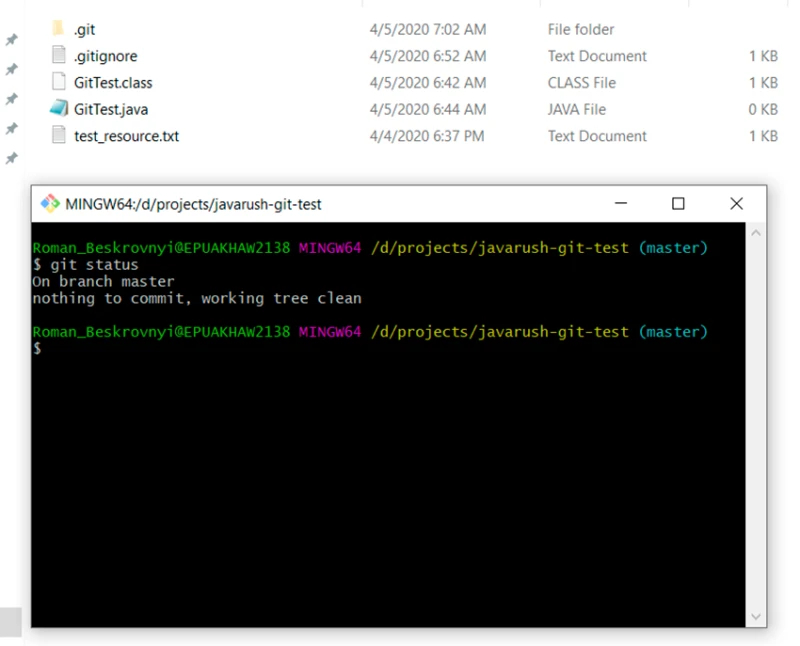 .git 4/5/2020 7:02 AM File folder
.gitignore 4/5/2020 6:52 AM Text Document 1 KB
GitTest.class 4/5/2020 6:42 AM CLASS File 1 KB
GitTest.java 4/5/2020 6:44 AM JAVA File 0 KB
test_resource.txt 4/4/2020 6:37 PM Text Document 1 KB
MINGW64:/d/projects/javarush-git-test
Roman_Beskrovnyi@EPUAKHAW2138 MINGW64 /d/projects/javarush-git-test (master)
$ git status
On branch master
nothing to commit, working tree clean
Roman_Beskrovnyi@EPUAKHAW2138 MINGW64 /d/projects/javarush-git-test (master)
$